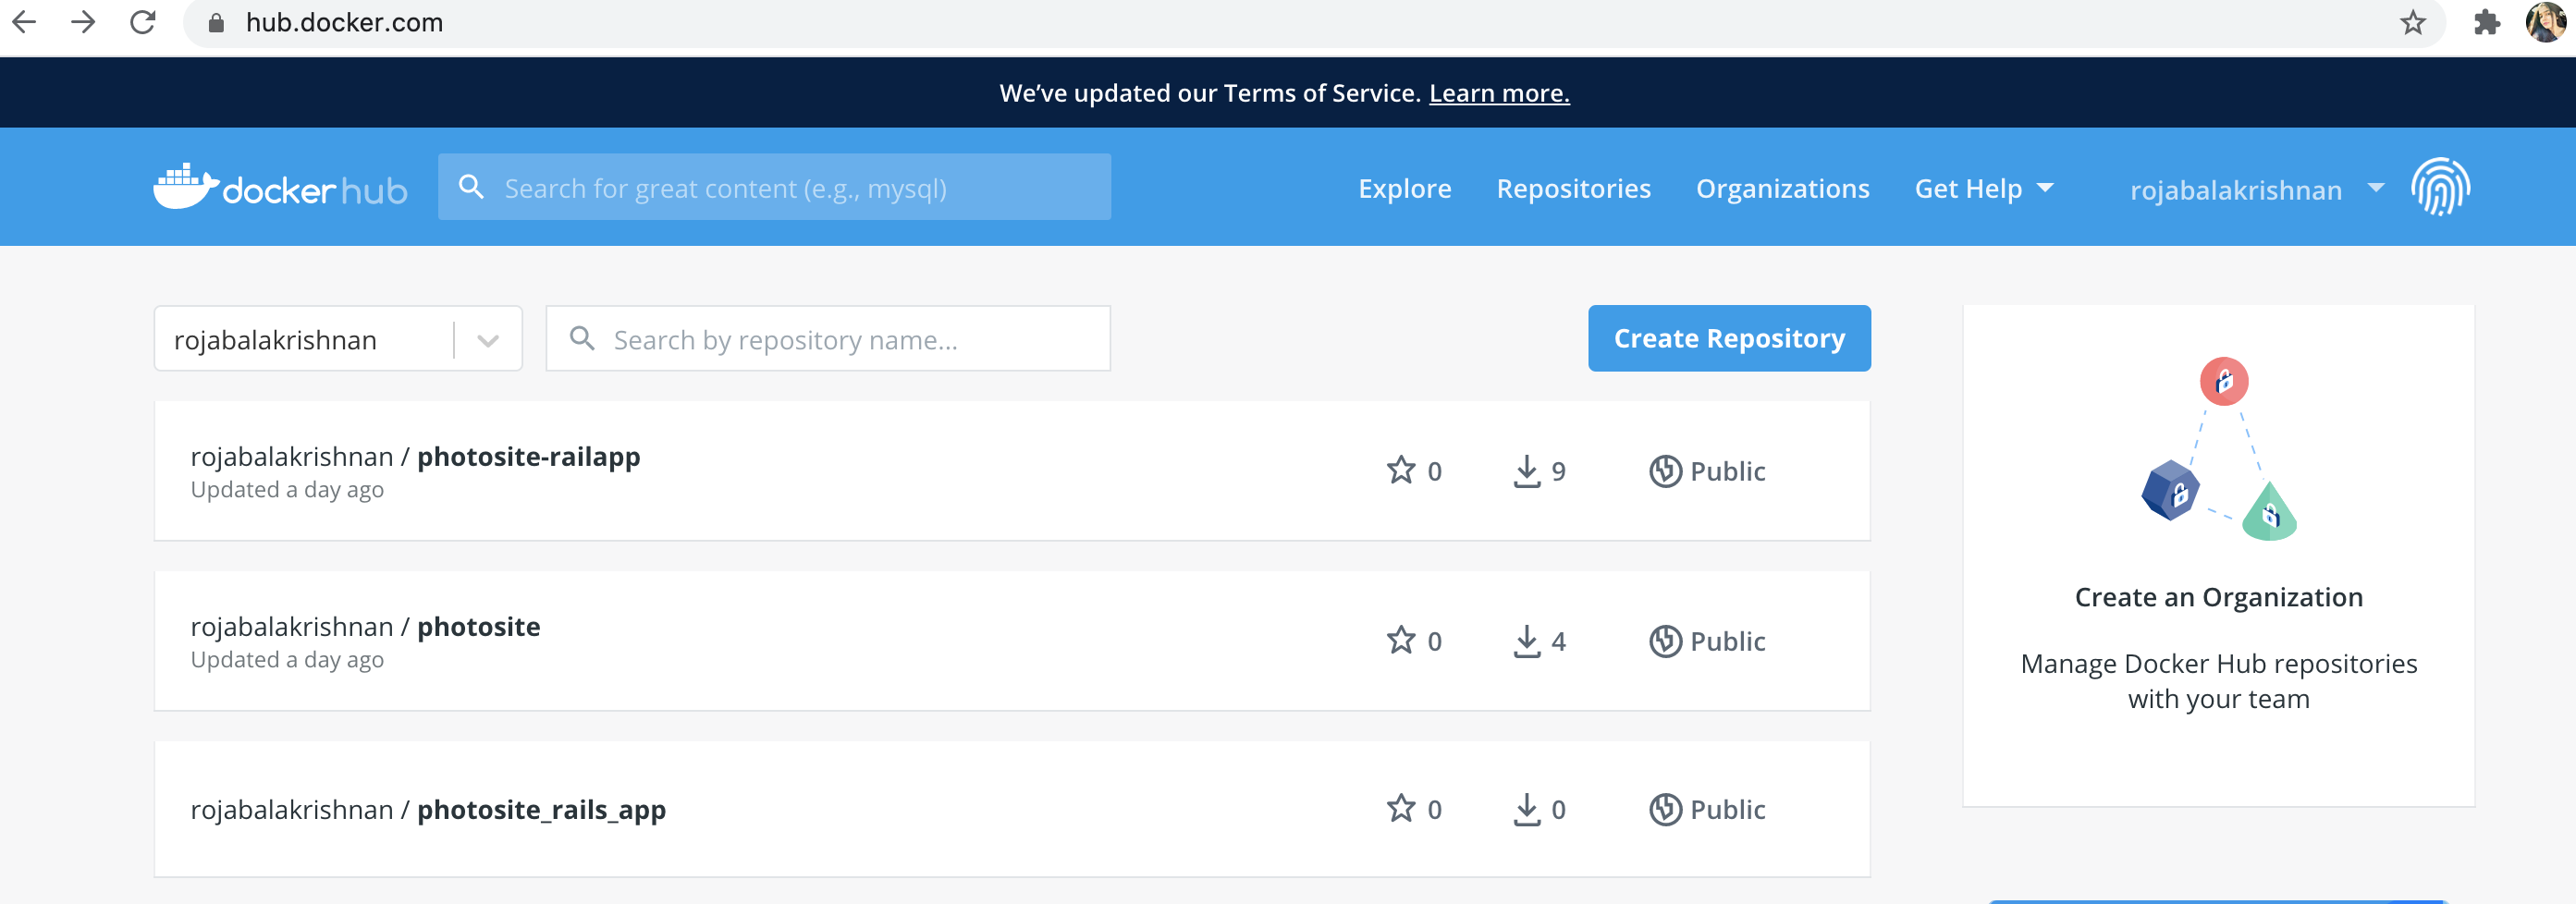 hub.docker.com
We've updated our Terms of Service. Learn more.
docker hub
Search for great content (e.g., mysql)
Explore
Repositories
Organizations
Get Help
rojabalakrishnan
rojabalakrishnan
Search by repository name...
Create Repository
rojabalakrishnan / photosite-railapp
Updated a day ago
0
9
Public
rojabalakrishnan / photosite
Updated a day ago
0
4
Public
rojabalakrishnan / photosite_rails_app
0
0
Public
Create an Organization
Manage Docker Hub repositories
with your team